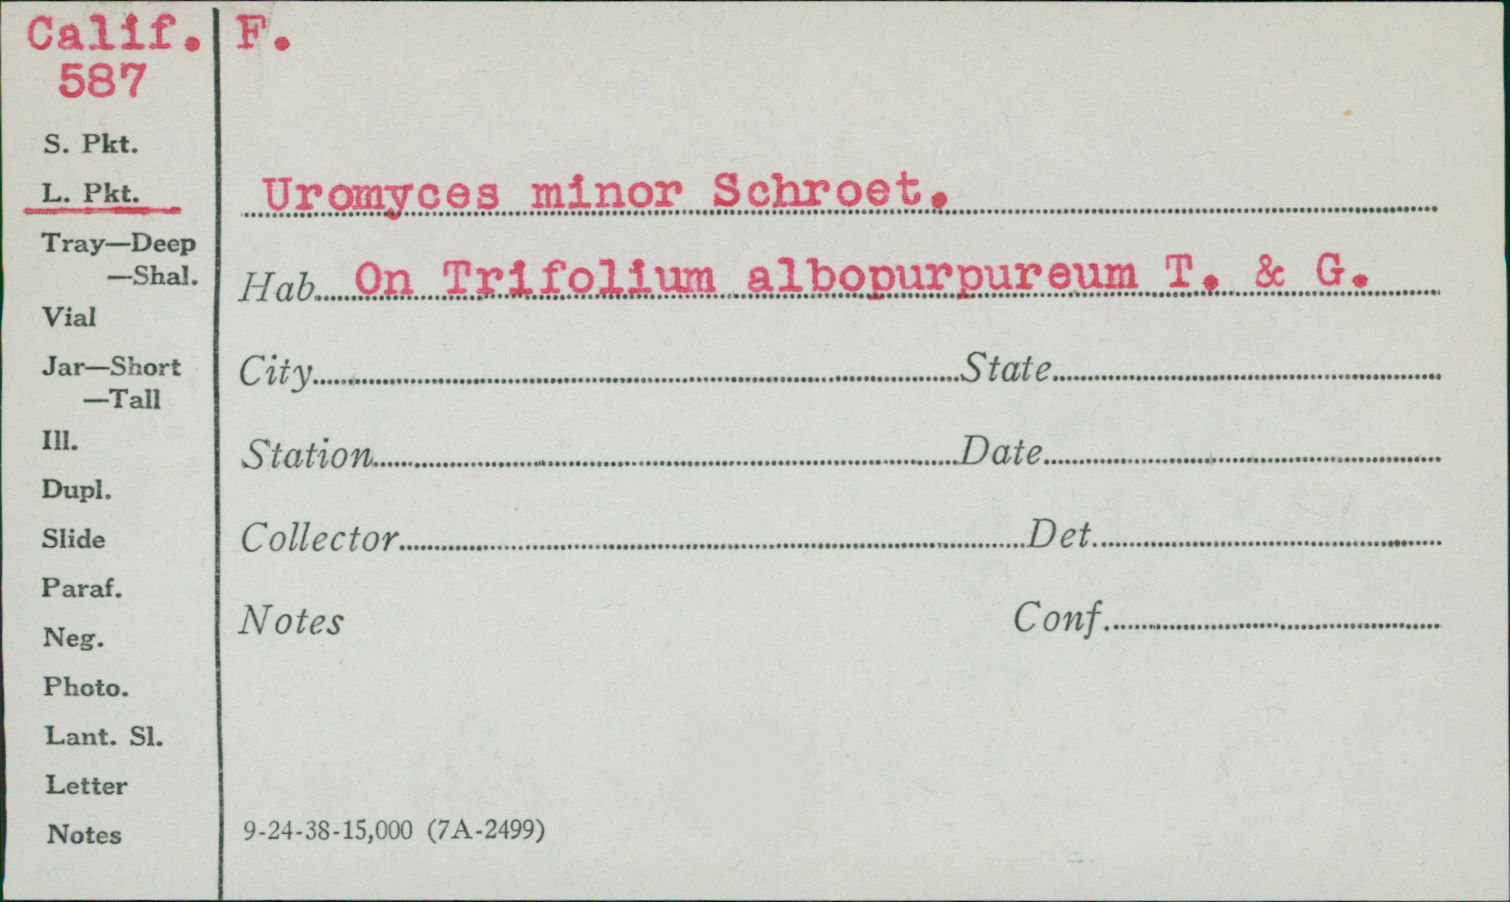 Calif. F.
587
S. Pkt.
L. Pkt.
Uromyces minor Schroet.
Tray—Deep
—Shal.
Hab. On Trifolium albopurpureum T. & G.
Vial
Jar—Short
—Tall
City State
Ill.
Station Date
Dupl.
Slide
Collector Det.
Paraf.
Neg.
Notes Conf.
Photo.
Lant. Sl.
Letter
Notes
9-24-38-15,000 (7A-2499)